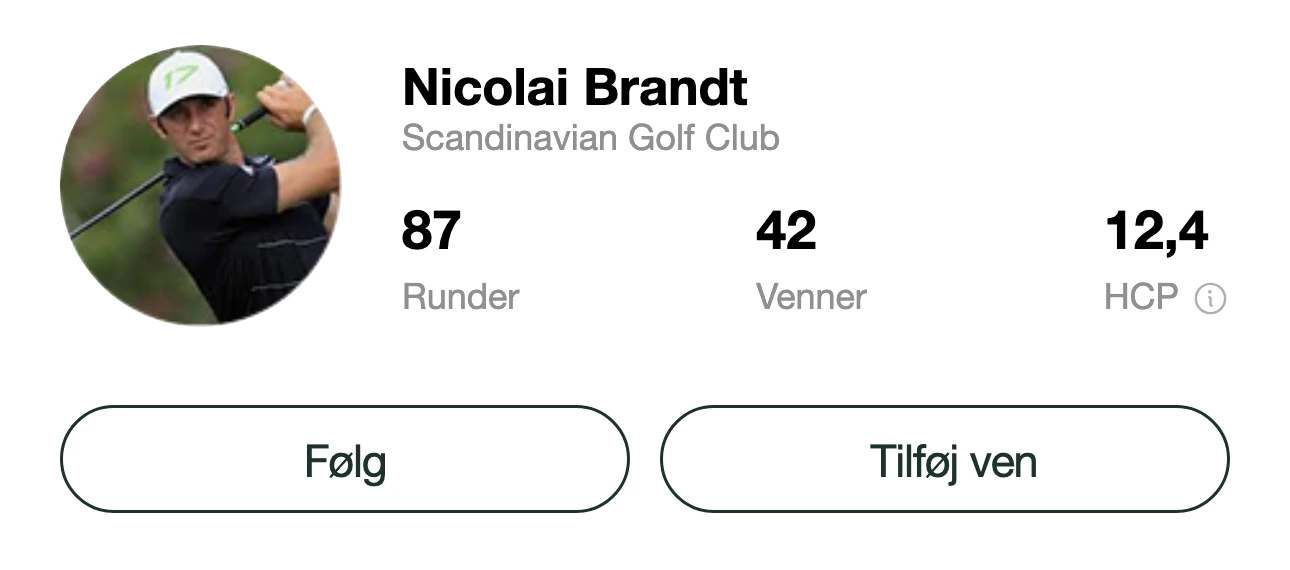 Nicolai Brandt
Scandinavian Golf Club
87 42 12,4
Runder Venner HCP
Følg Tilføj ven